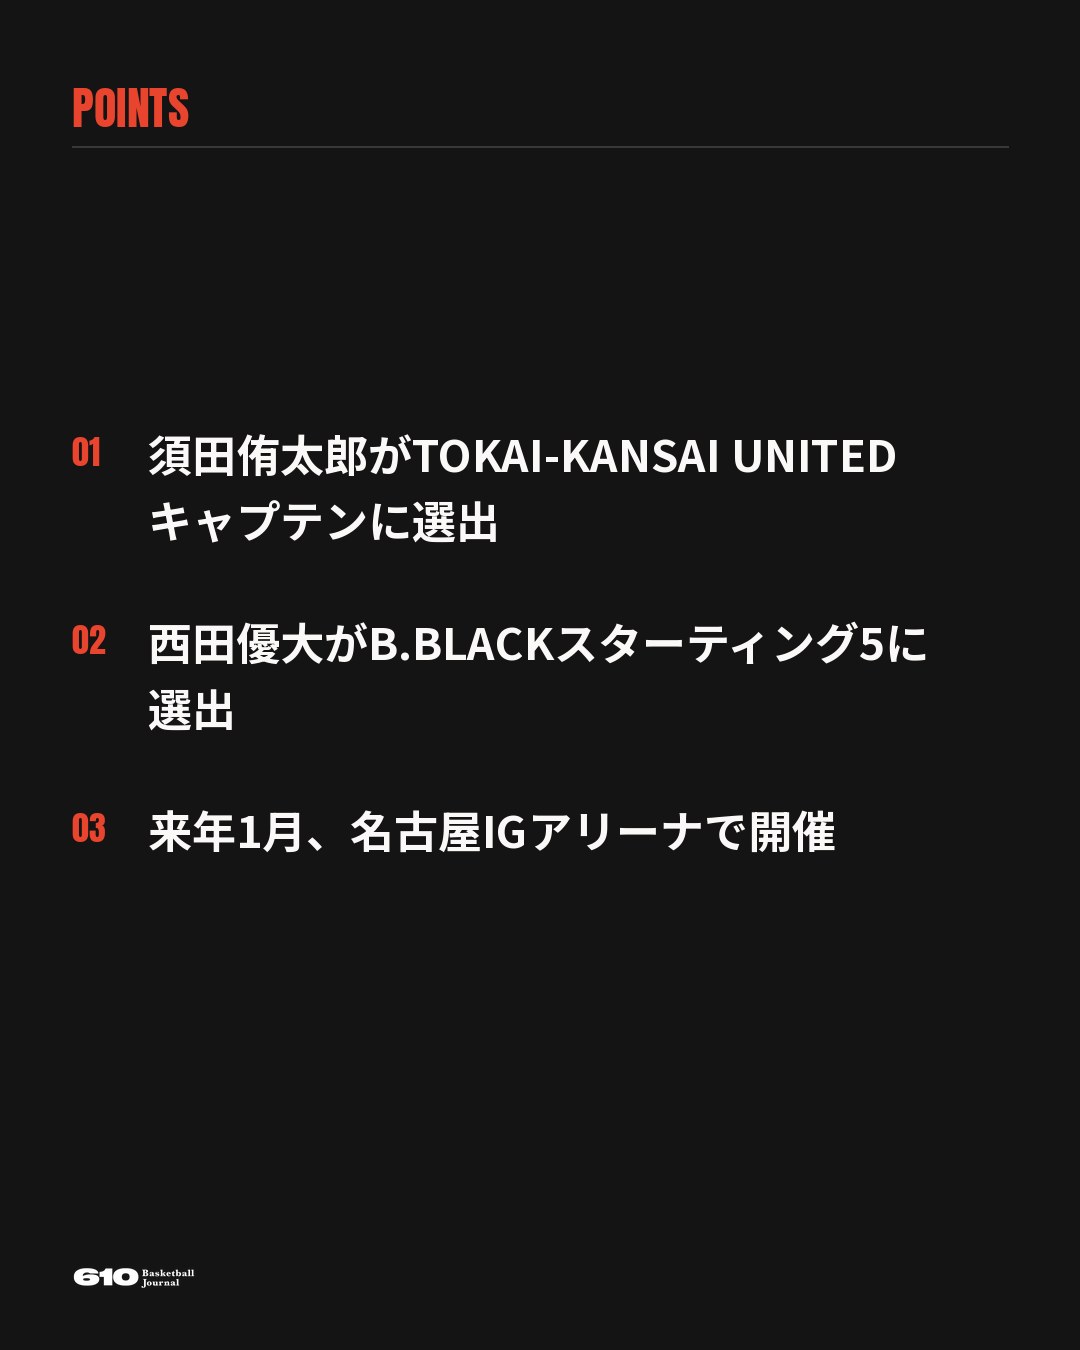 POINTS
01
須田侑太郎がTOKAI-KANSAI UNITED
キャプテンに選出
02
西田優大がB.BLACKスターティング5に
選出
03
来年1月、名古屋IGアリーナで開催
610 Basketball
Journal